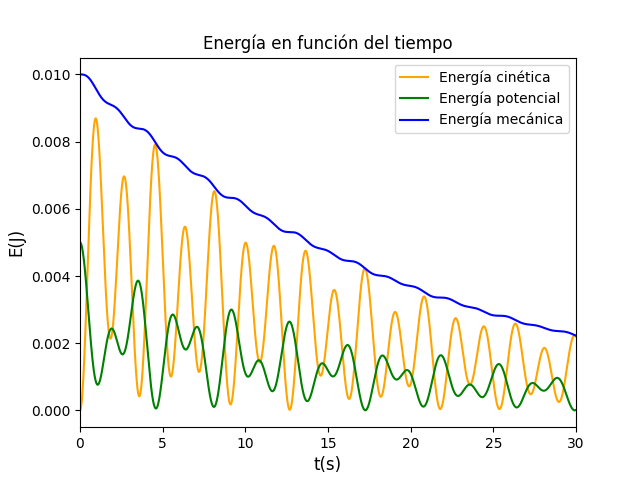 Energía en función del tiempo
Energía cinética
Energía potencial
Energía mecánica
E(J)
0.010
0.008
0.006
0.004
0.002
0.000
0 5 10 15 20 25 30
t(s)